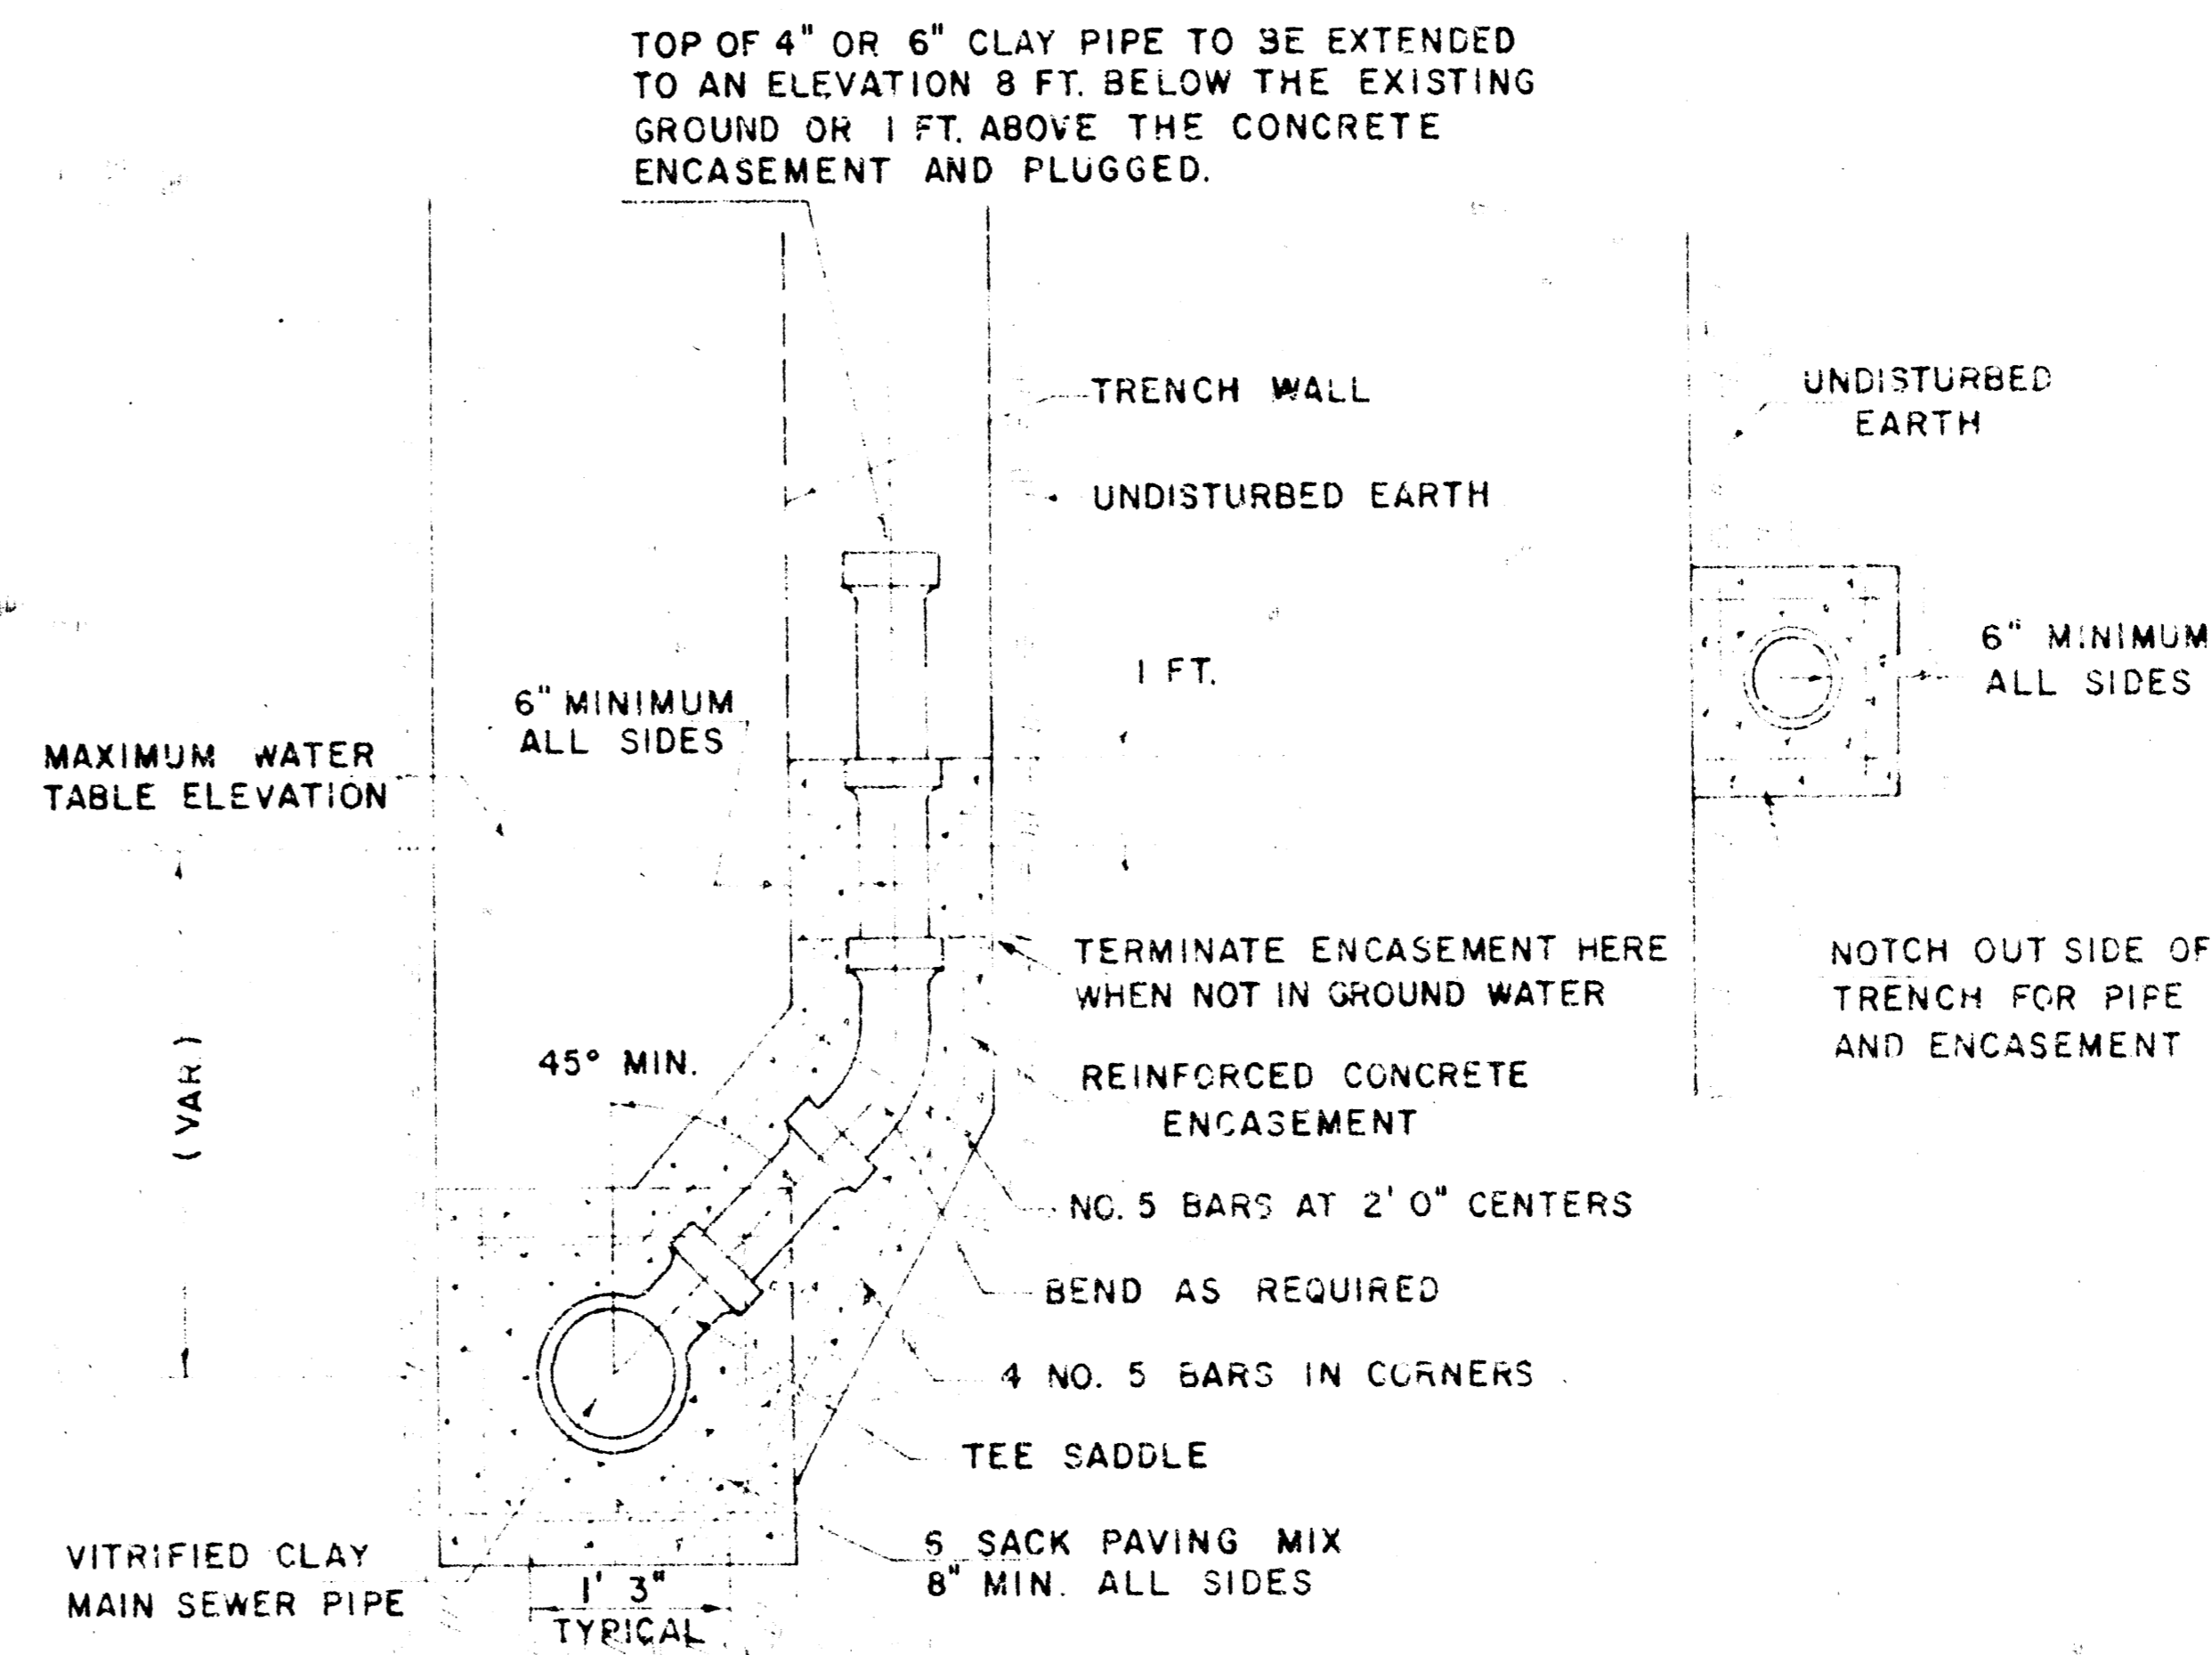 TOP OF 4" OR 6" CLAY PIPE TO BE EXTENDED
TO AN ELEVATION 8 FT. BELOW THE EXISTING
GROUND OR 1 FT. ABOVE THE CONCRETE
ENCASEMENT AND PLUGGED.
TRENCH WALL
UNDISTURBED
EARTH
UNDISTURBED EARTH
1 FT.
6" MINIMUM
ALL SIDES
6" MINIMUM
ALL SIDES
MAXIMUM WATER
TABLE ELEVATION
TERMINATE ENCASEMENT HERE
WHEN NOT IN GROUND WATER
NOTCH OUT SIDE OF
TRENCH FOR PIPE
AND ENCASEMENT
(VAR.)
45° MIN.
REINFORCED CONCRETE
ENCASEMENT
NO. 5 BARS AT 2' 0" CENTERS
BEND AS REQUIRED
4 NO. 5 BARS IN CORNERS
TEE SADDLE
6 SACK PAVING MIX
8" MIN. ALL SIDES
VITRIFIED CLAY
MAIN SEWER PIPE
1' 3"
TYPICAL